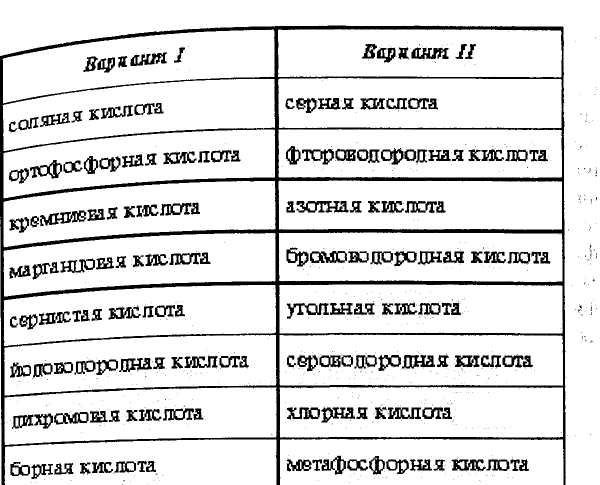 Вариант I Вариант II
соляная кислота серная кислота
ортофосфорная кислота фтороводородная кислота
кремниевая кислота азотная кислота
марганцовая кислота бромоводородная кислота
сернистая кислота угольная кислота
йодоводородная кислота сероводородная кислота
дихромовая кислота хлорная кислота
борная кислота метафосфорная кислота